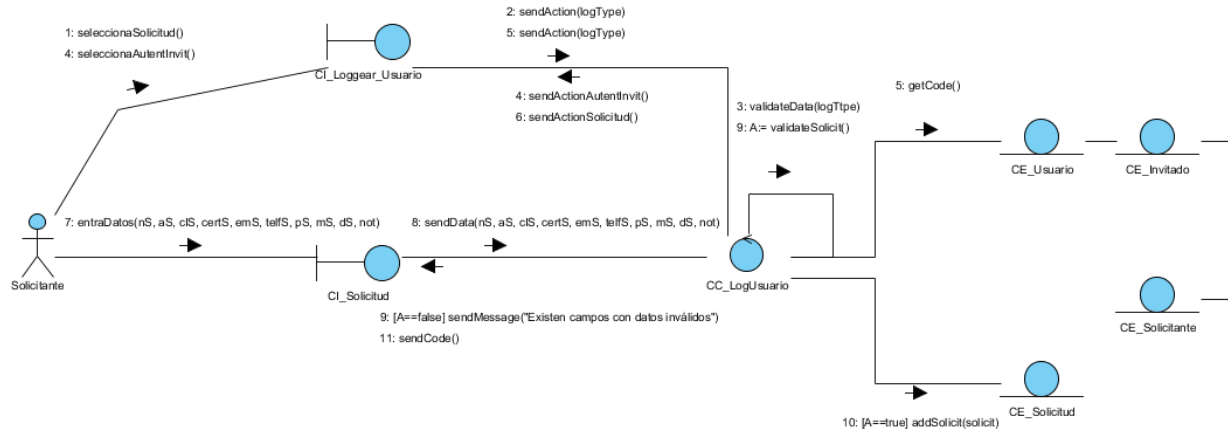 2: sendAction(logType)
5: sendAction(logType)
1: seleccionaSolicitud()
4: seleccionaAutentInvit()
CI_Loggear_Usuario
4: sendActionAutentInvit()
6: sendActionSolicitud()
5: getCode()
3: validateData(logTtpe)
9: A:= validateSolicit()
CE_Usuario
CE_Invitado
7: entraDatos(nS, aS, cIS, certS, emS, telfS, pS, mS, dS, not)
8: sendData(nS, aS, cIS, certS, emS, telfS, pS, mS, dS, not)
Solicitante
CI_Solicitud
CC_LogUsuario
9: [A==false] sendMessage("Existen campos con datos inválidos")
11: sendCode()
CE_Solicitante
CE_Solicitud
10: [A==true] addSolicit(solicit)